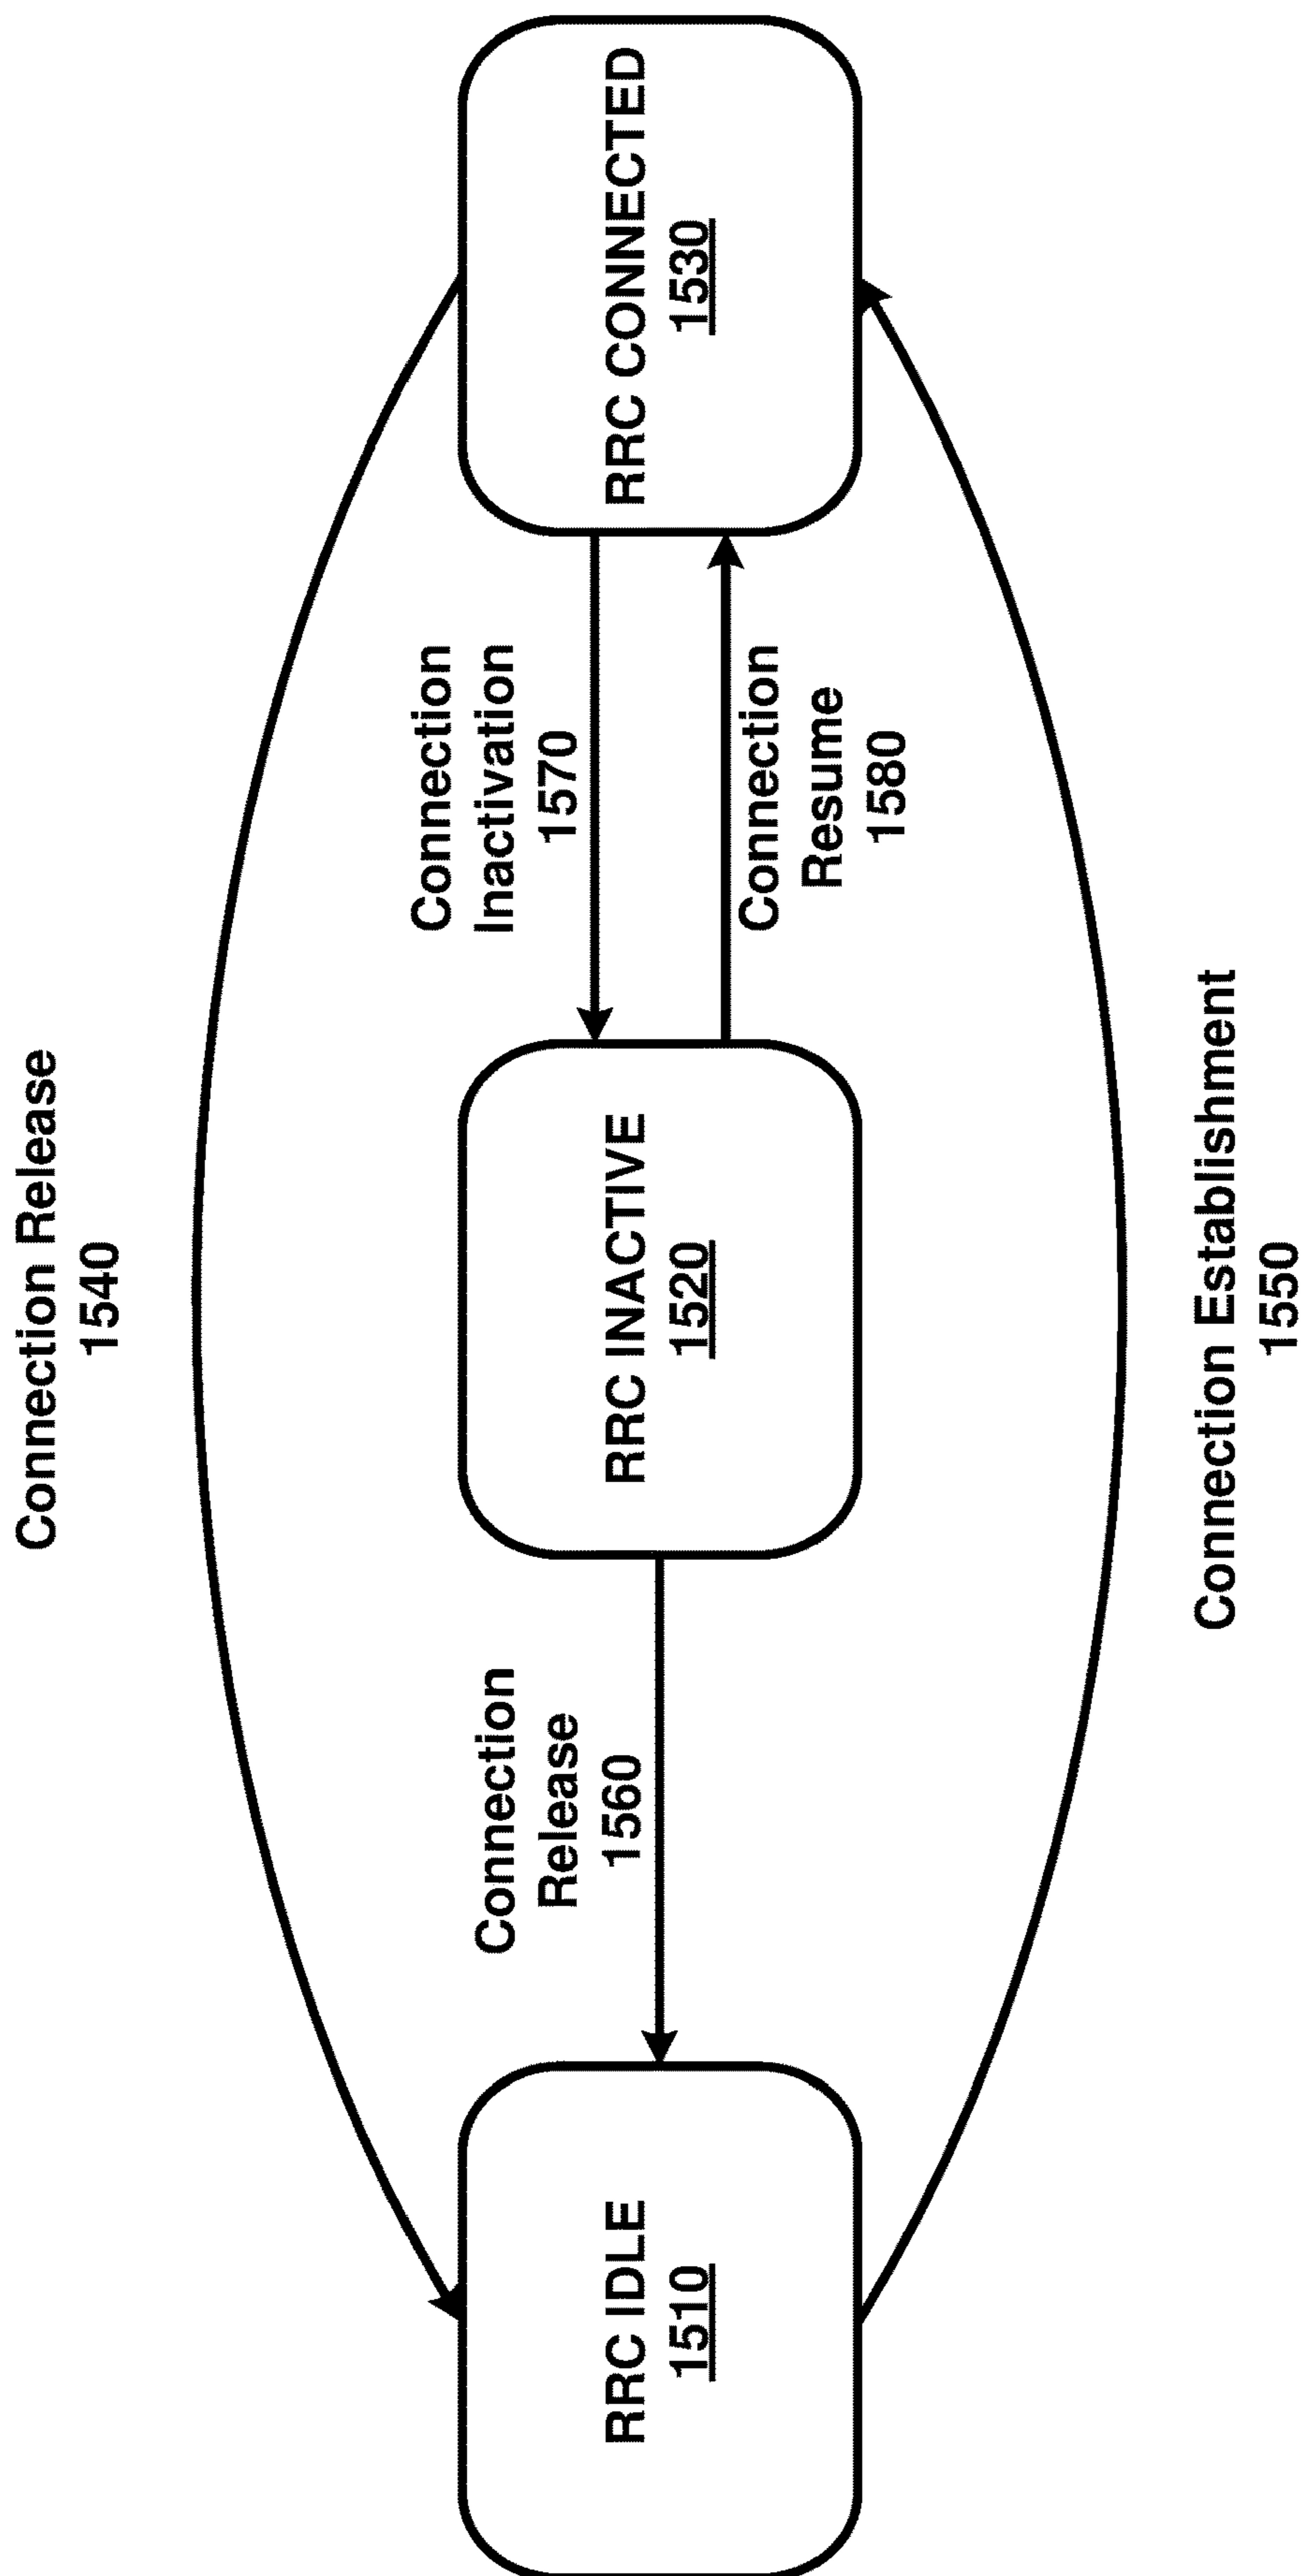 Connection Release
1540
RRC IDLE
1510
Connection
Release
1560
RRC INACTIVE
1520
Connection
Inactivation
1570
Connection
Resume
1580
RRC CONNECTED
1530
Connection Establishment
1550